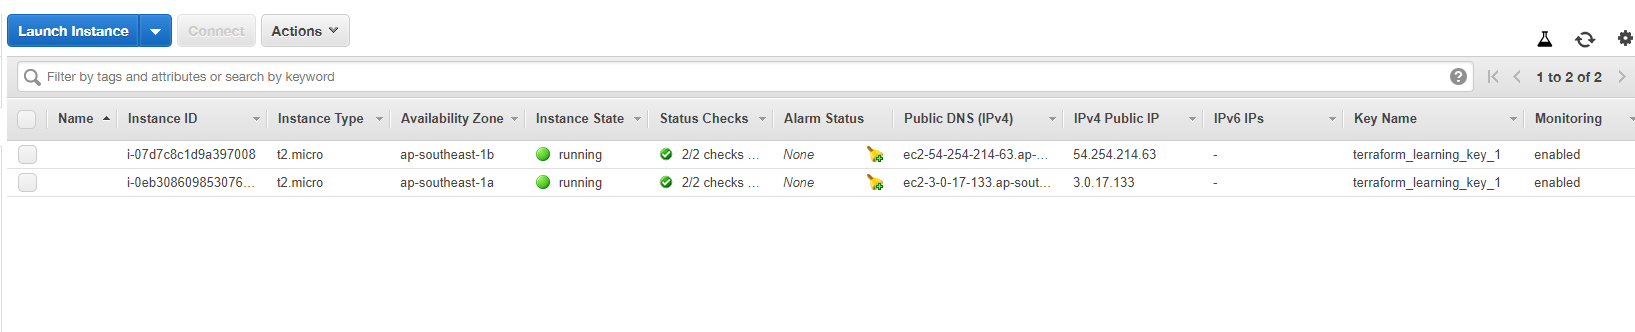 Launch Instance Connect Actions
Filter by tags and attributes or search by keyword 1 to 2 of 2
Name Instance ID Instance Type Availability Zone Instance State Status Checks Alarm Status Public DNS (IPv4) IPv4 Public IP IPv6 IPs Key Name Monitoring
i-07d7c8c1d9a397008 t2.micro ap-southeast-1b running 2/2 checks ... None ec2-54-254-214-63.ap-... 54.254.214.63 - terraform_learning_key_1 enabled
i-0eb308609853076... t2.micro ap-southeast-1a running 2/2 checks ... None ec2-3-0-17-133.ap-sout... 3.0.17.133 - terraform_learning_key_1 enabled